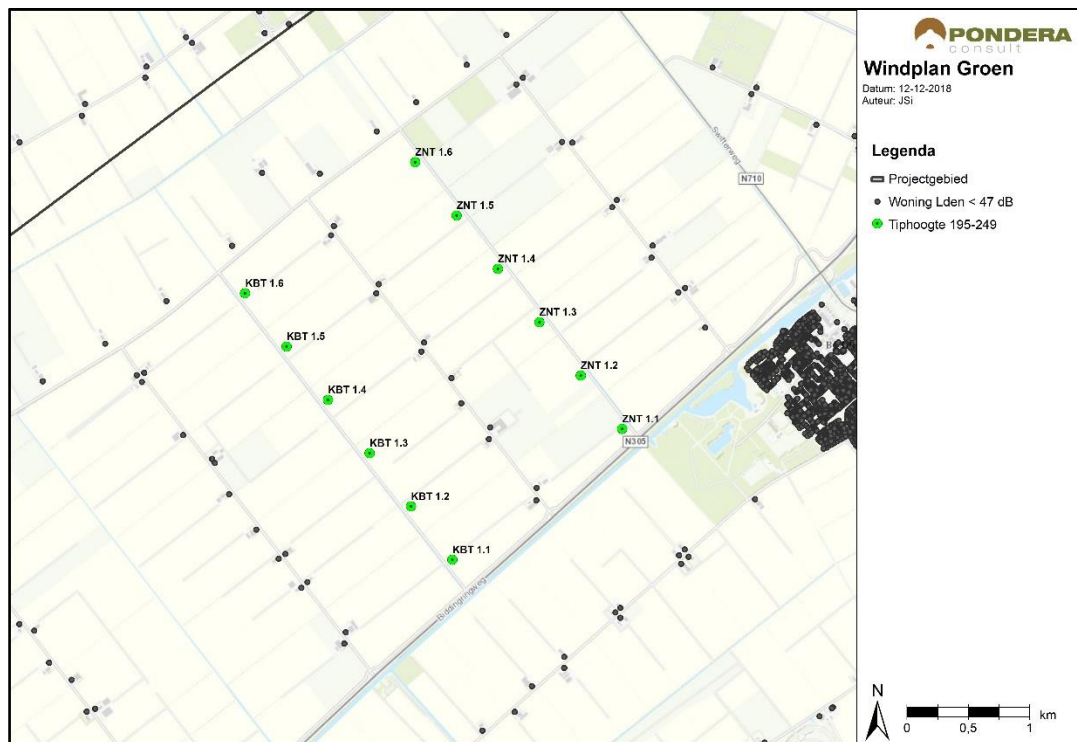 PONDERA
consult
Windplan Groen
Datum: 12-12-2018
Auteur: JSi
Legenda
Projectgebied
Woning Lden < 47 dB
Tiphoogte 195-249
ZNT 1.6
ZNT 1.5
ZNT 1.4
ZNT 1.3
ZNT 1.2
ZNT 1.1
KBT 1.6
KBT 1.5
KBT 1.4
KBT 1.3
KBT 1.2
KBT 1.1
Swifterweg
N710
N305
Biddingringweg
N
0 0,5 1 km